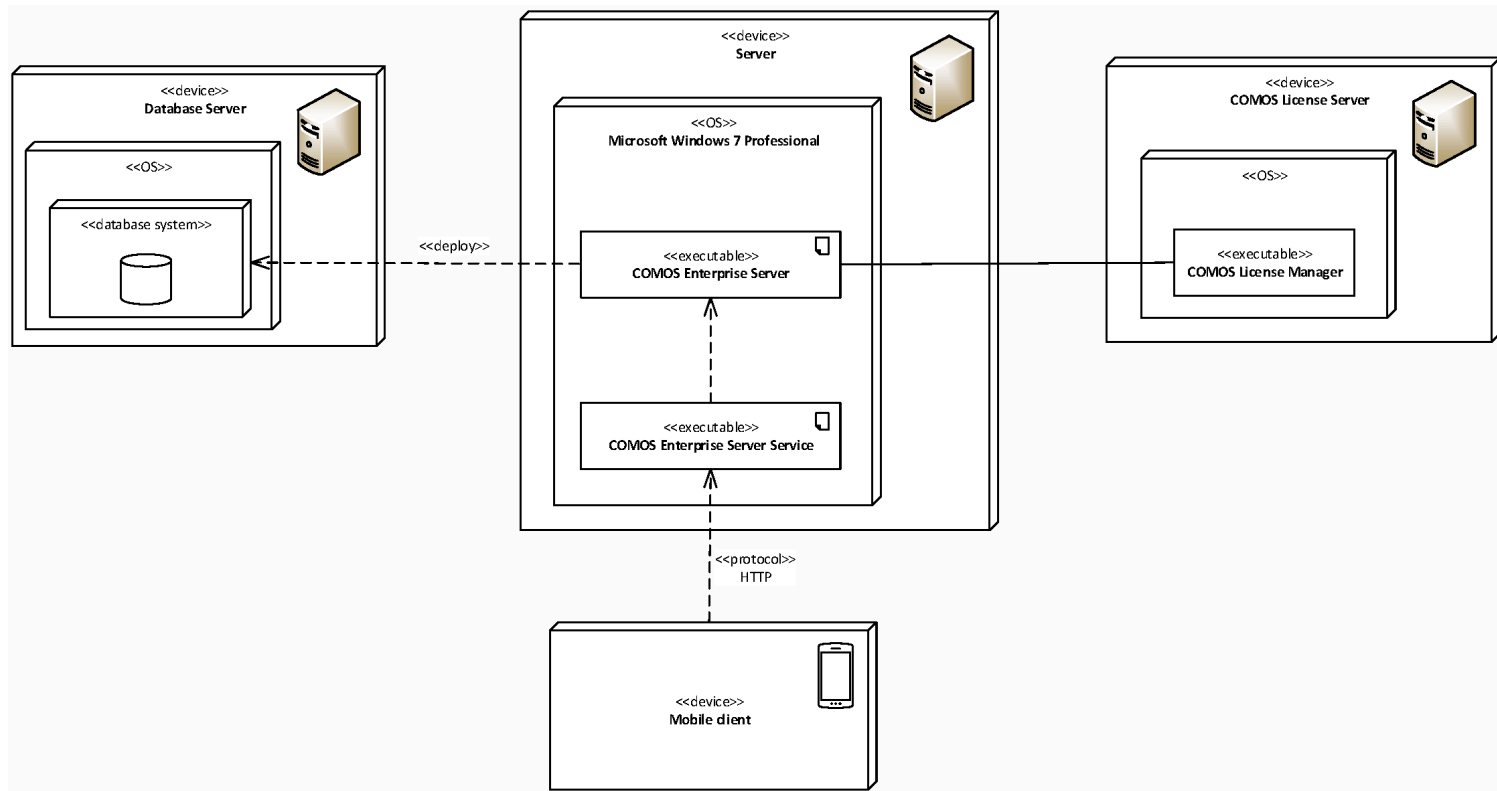 <<device>>
Database Server
<<OS>>
<<database system>>
<<deploy>>
<<device>>
Server
<<OS>>
Microsoft Windows 7 Professional
<<executable>>
COMOS Enterprise Server
<<executable>>
COMOS Enterprise Server Service
<<device>>
COMOS License Server
<<OS>>
<<executable>>
COMOS License Manager
<<protocol>>
HTTP
<<device>>
Mobile client